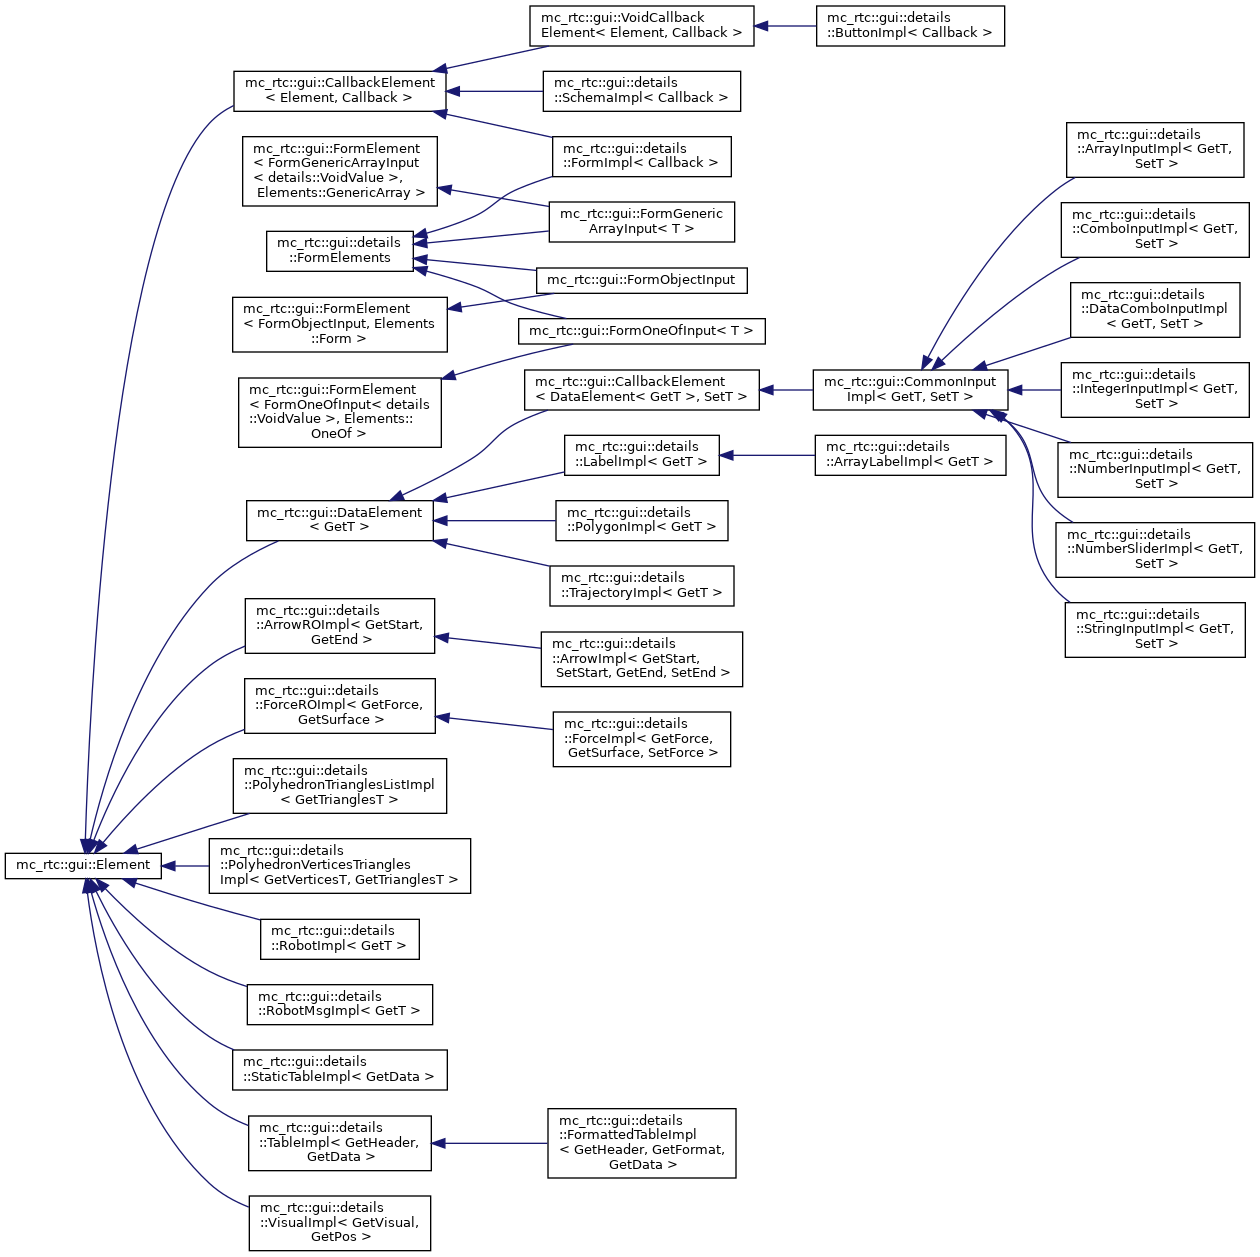 mc_rtc::gui::VoidCallback
Element< Element, Callback >
mc_rtc::gui::details
::ButtonImpl< Callback >
mc_rtc::gui::CallbackElement
< Element, Callback >
mc_rtc::gui::details
::SchemaImpl< Callback >
mc_rtc::gui::FormElement
< FormGenericArrayInput
< details::VoidValue >,
Elements::GenericArray >
mc_rtc::gui::details
::FormImpl< Callback >
mc_rtc::gui::details
::ArrayInputImpl< GetT,
SetT >
mc_rtc::gui::FormGeneric
ArrayInput< T >
mc_rtc::gui::details
::ComboInputImpl< GetT,
SetT >
mc_rtc::gui::details
::FormElements
mc_rtc::gui::FormObjectInput
mc_rtc::gui::details
::DataComboInputImpl
< GetT, SetT >
mc_rtc::gui::FormElement
< FormObjectInput, Elements
::Form >
mc_rtc::gui::FormOneOfInput< T >
mc_rtc::gui::FormElement
< FormOneOfInput< details
::VoidValue >, Elements::
OneOf >
mc_rtc::gui::CallbackElement
< DataElement< GetT >, SetT >
mc_rtc::gui::CommonInput
Impl< GetT, SetT >
mc_rtc::gui::details
::IntegerInputImpl< GetT,
SetT >
mc_rtc::gui::details
::LabelImpl< GetT >
mc_rtc::gui::details
::ArrayLabelImpl< GetT >
mc_rtc::gui::details
::NumberInputImpl< GetT,
SetT >
mc_rtc::gui::DataElement
< GetT >
mc_rtc::gui::details
::PolygonImpl< GetT >
mc_rtc::gui::details
::NumberSliderImpl< GetT,
SetT >
mc_rtc::gui::details
::TrajectoryImpl< GetT >
mc_rtc::gui::details
::ArrowROImpl< GetStart,
GetEnd >
mc_rtc::gui::details
::StringInputImpl< GetT,
SetT >
mc_rtc::gui::details
::ArrowImpl< GetStart,
SetStart, GetEnd, SetEnd >
mc_rtc::gui::details
::ForceROImpl< GetForce,
GetSurface >
mc_rtc::gui::details
::ForceImpl< GetForce,
GetSurface, SetForce >
mc_rtc::gui::details
::PolyhedronTrianglesListImpl
< GetTrianglesT >
mc_rtc::gui::Element
mc_rtc::gui::details
::PolyhedronVerticesTriangles
Impl< GetVerticesT, GetTrianglesT >
mc_rtc::gui::details
::RobotImpl< GetT >
mc_rtc::gui::details
::RobotMsgImpl< GetT >
mc_rtc::gui::details
::StaticTableImpl< GetData >
mc_rtc::gui::details
::TableImpl< GetHeader,
GetData >
mc_rtc::gui::details
::FormattedTableImpl
< GetHeader, GetFormat,
GetData >
mc_rtc::gui::details
::VisualImpl< GetVisual,
GetPos >